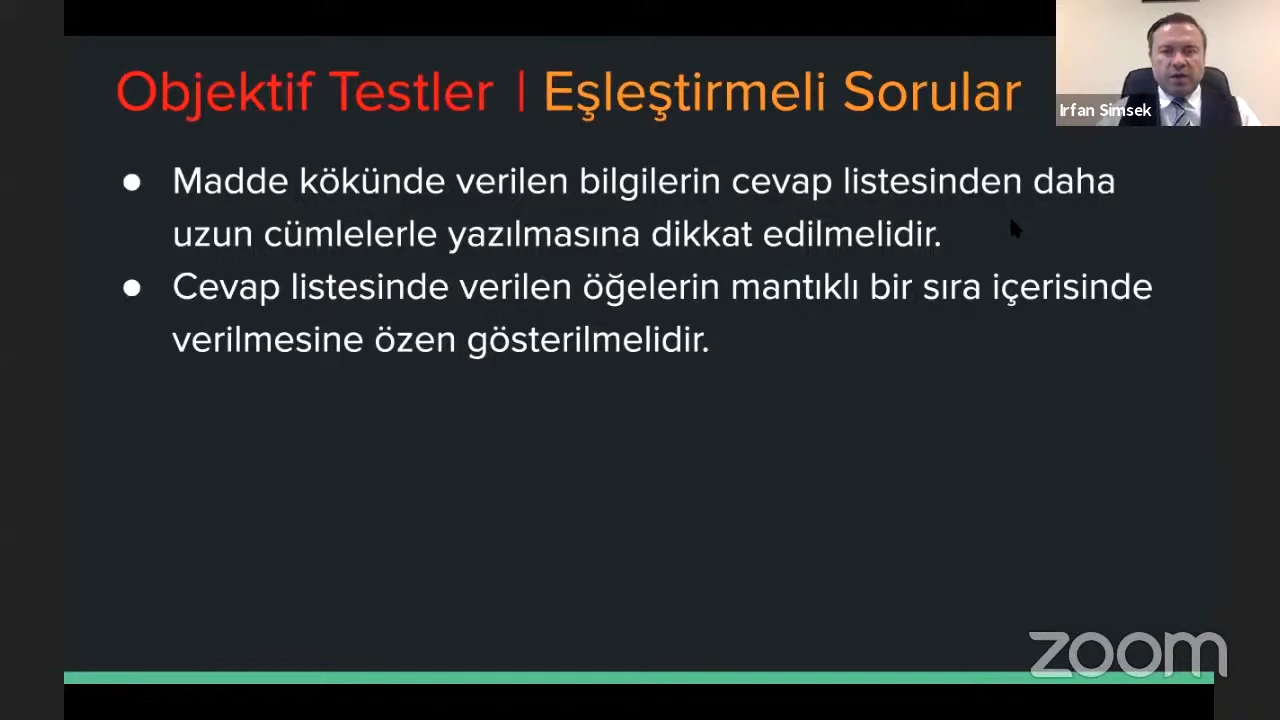 Objektif Testler | Eşleştirmeli Sorular
Irfan Simsek
● Madde kökünde verilen bilgilerin cevap listesinden daha
uzun cümlelerle yazılmasına dikkat edilmelidir.
● Cevap listesinde verilen öğelerin mantıklı bir sıra içerisinde
verilmesine özen gösterilmelidir.
zoom